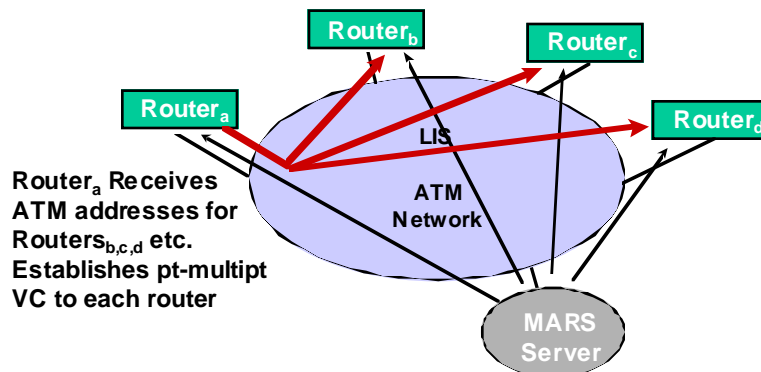 Router_b
Router_c
Router_a
Router_d
LIS
ATM
Network
Router_a Receives
ATM addresses for
Routers_b,c,d etc.
Establishes pt-multipt
VC to each router
MARS
Server